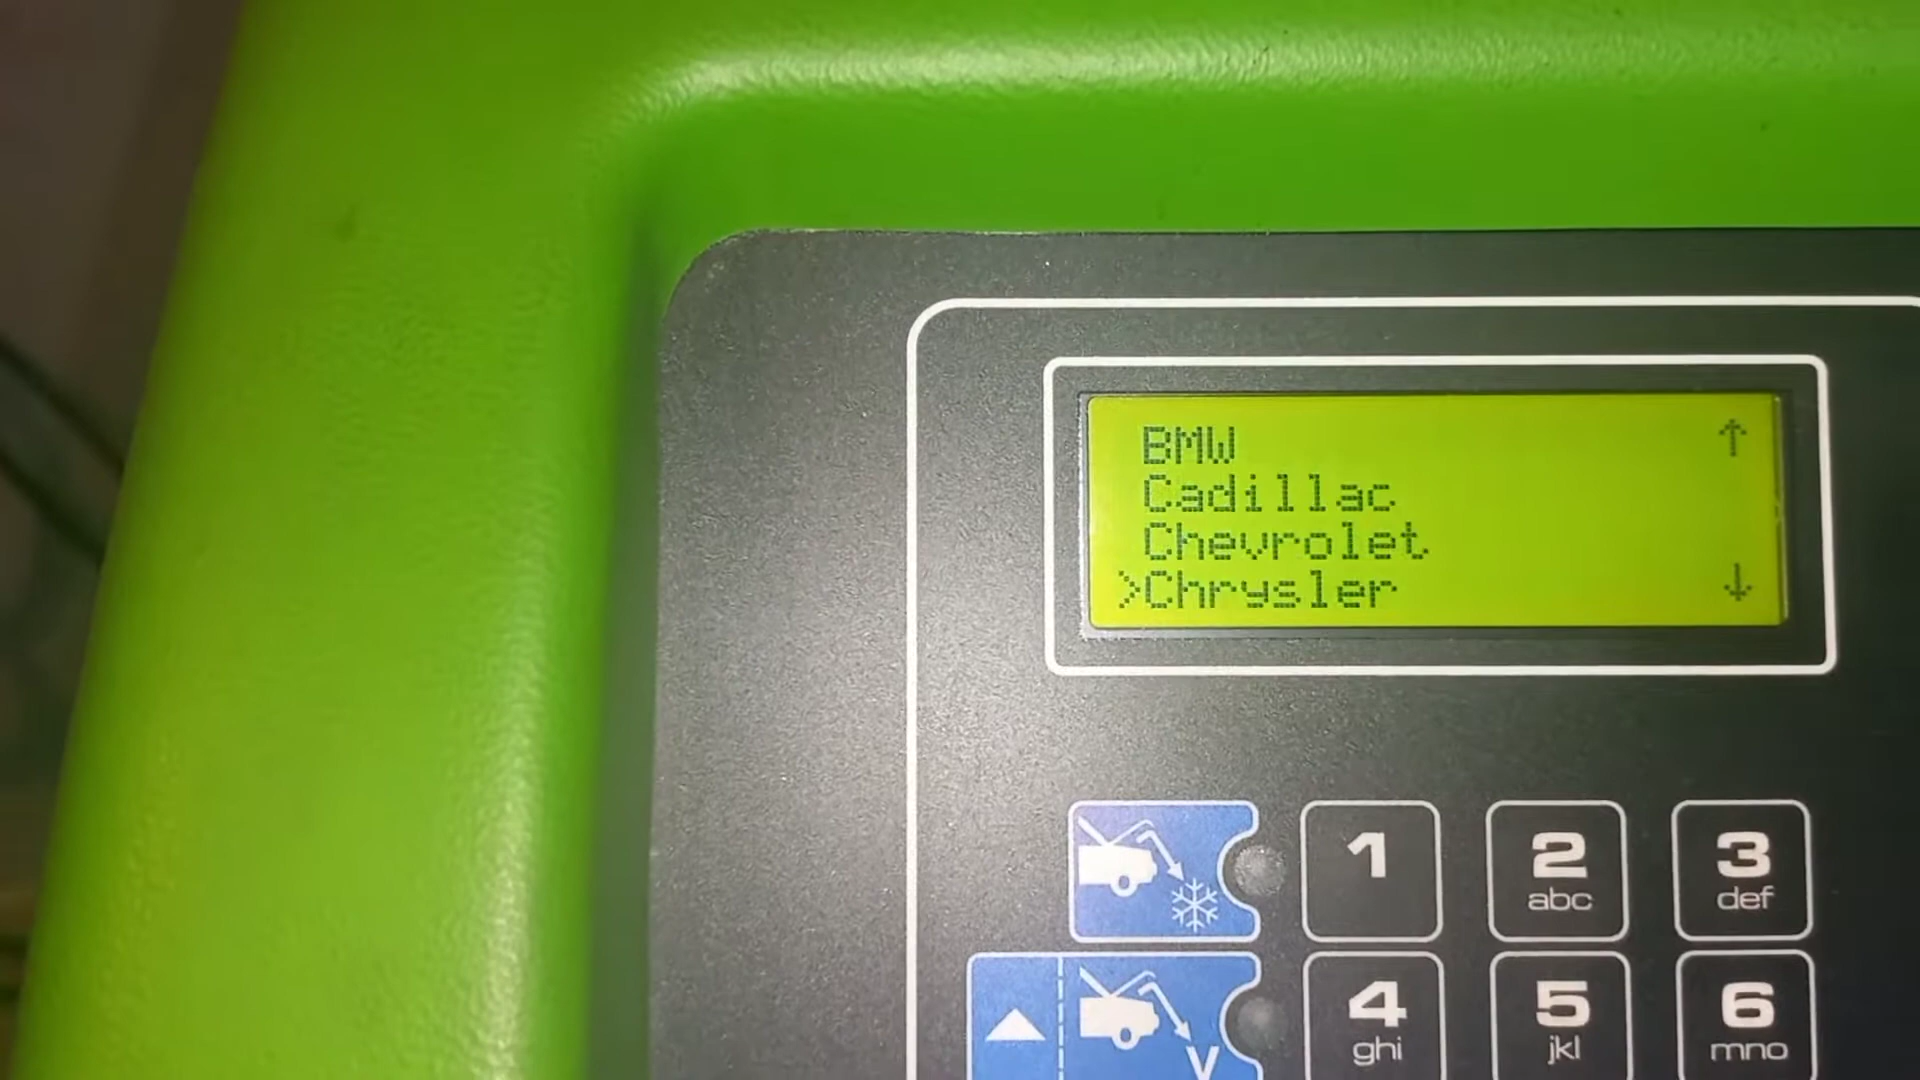 BMW ↑
Cadillac
Chevrolet
>Chrysler ↓
1
2
abc
3
def
V
4
ghi
5
jkl
6
mno